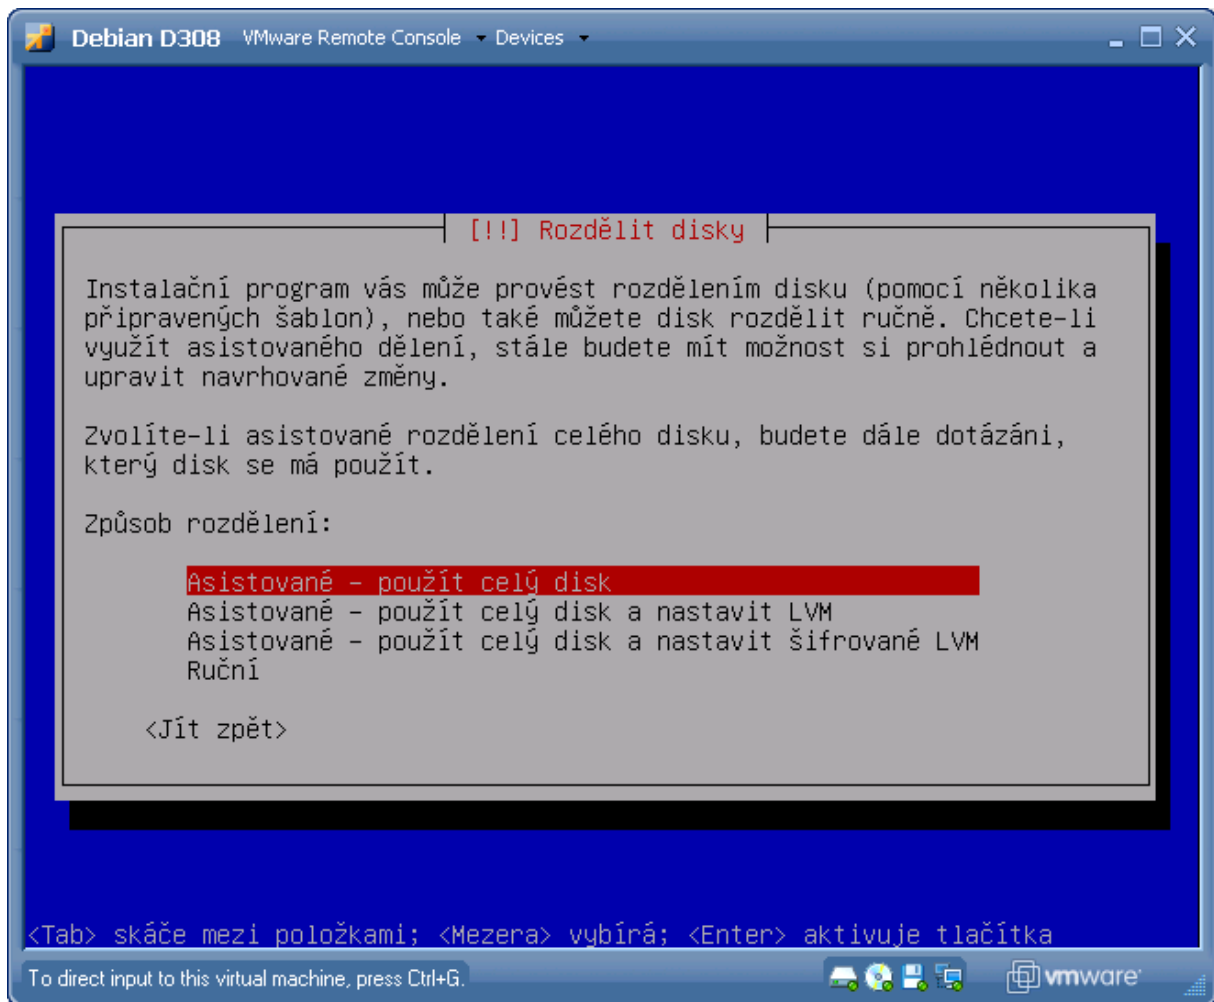 Debian D308 VMware Remote Console Devices
[!!] Rozdělit disky
Instalační program vás může provést rozdělením disku (pomocí několika
připravených šablon), nebo také můžete disk rozdělit ručně. Chcete-li
využít asistovaného dělení, stále budete mít možnost si prohlédnout a
upravit navrhované změny.
Zvolíte-li asistované rozdělení celého disku, budete dále dotázáni,
který disk se má použít.
Způsob rozdělení:
Asistované – použít celý disk
Asistované – použít celý disk a nastavit LVM
Asistované – použít celý disk a nastavit šifrované LVM
Ruční
<Jít zpět>
<Tab> skáče mezi položkami; <Mezera> vybírá; <Enter> aktivuje tlačítka
To direct input to this virtual machine, press Ctrl+G.
vmware